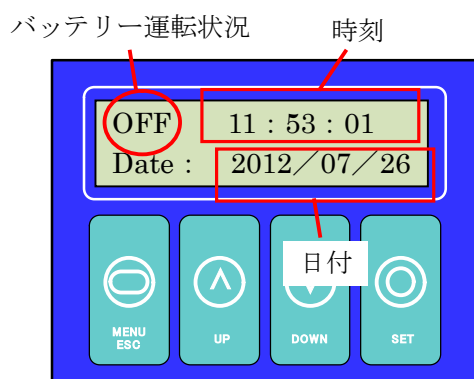 バッテリー運転状況
時刻
OFF 11：53：01
Date： 2012／07／26
日付
MENU
ESC
UP
DOWN
SET